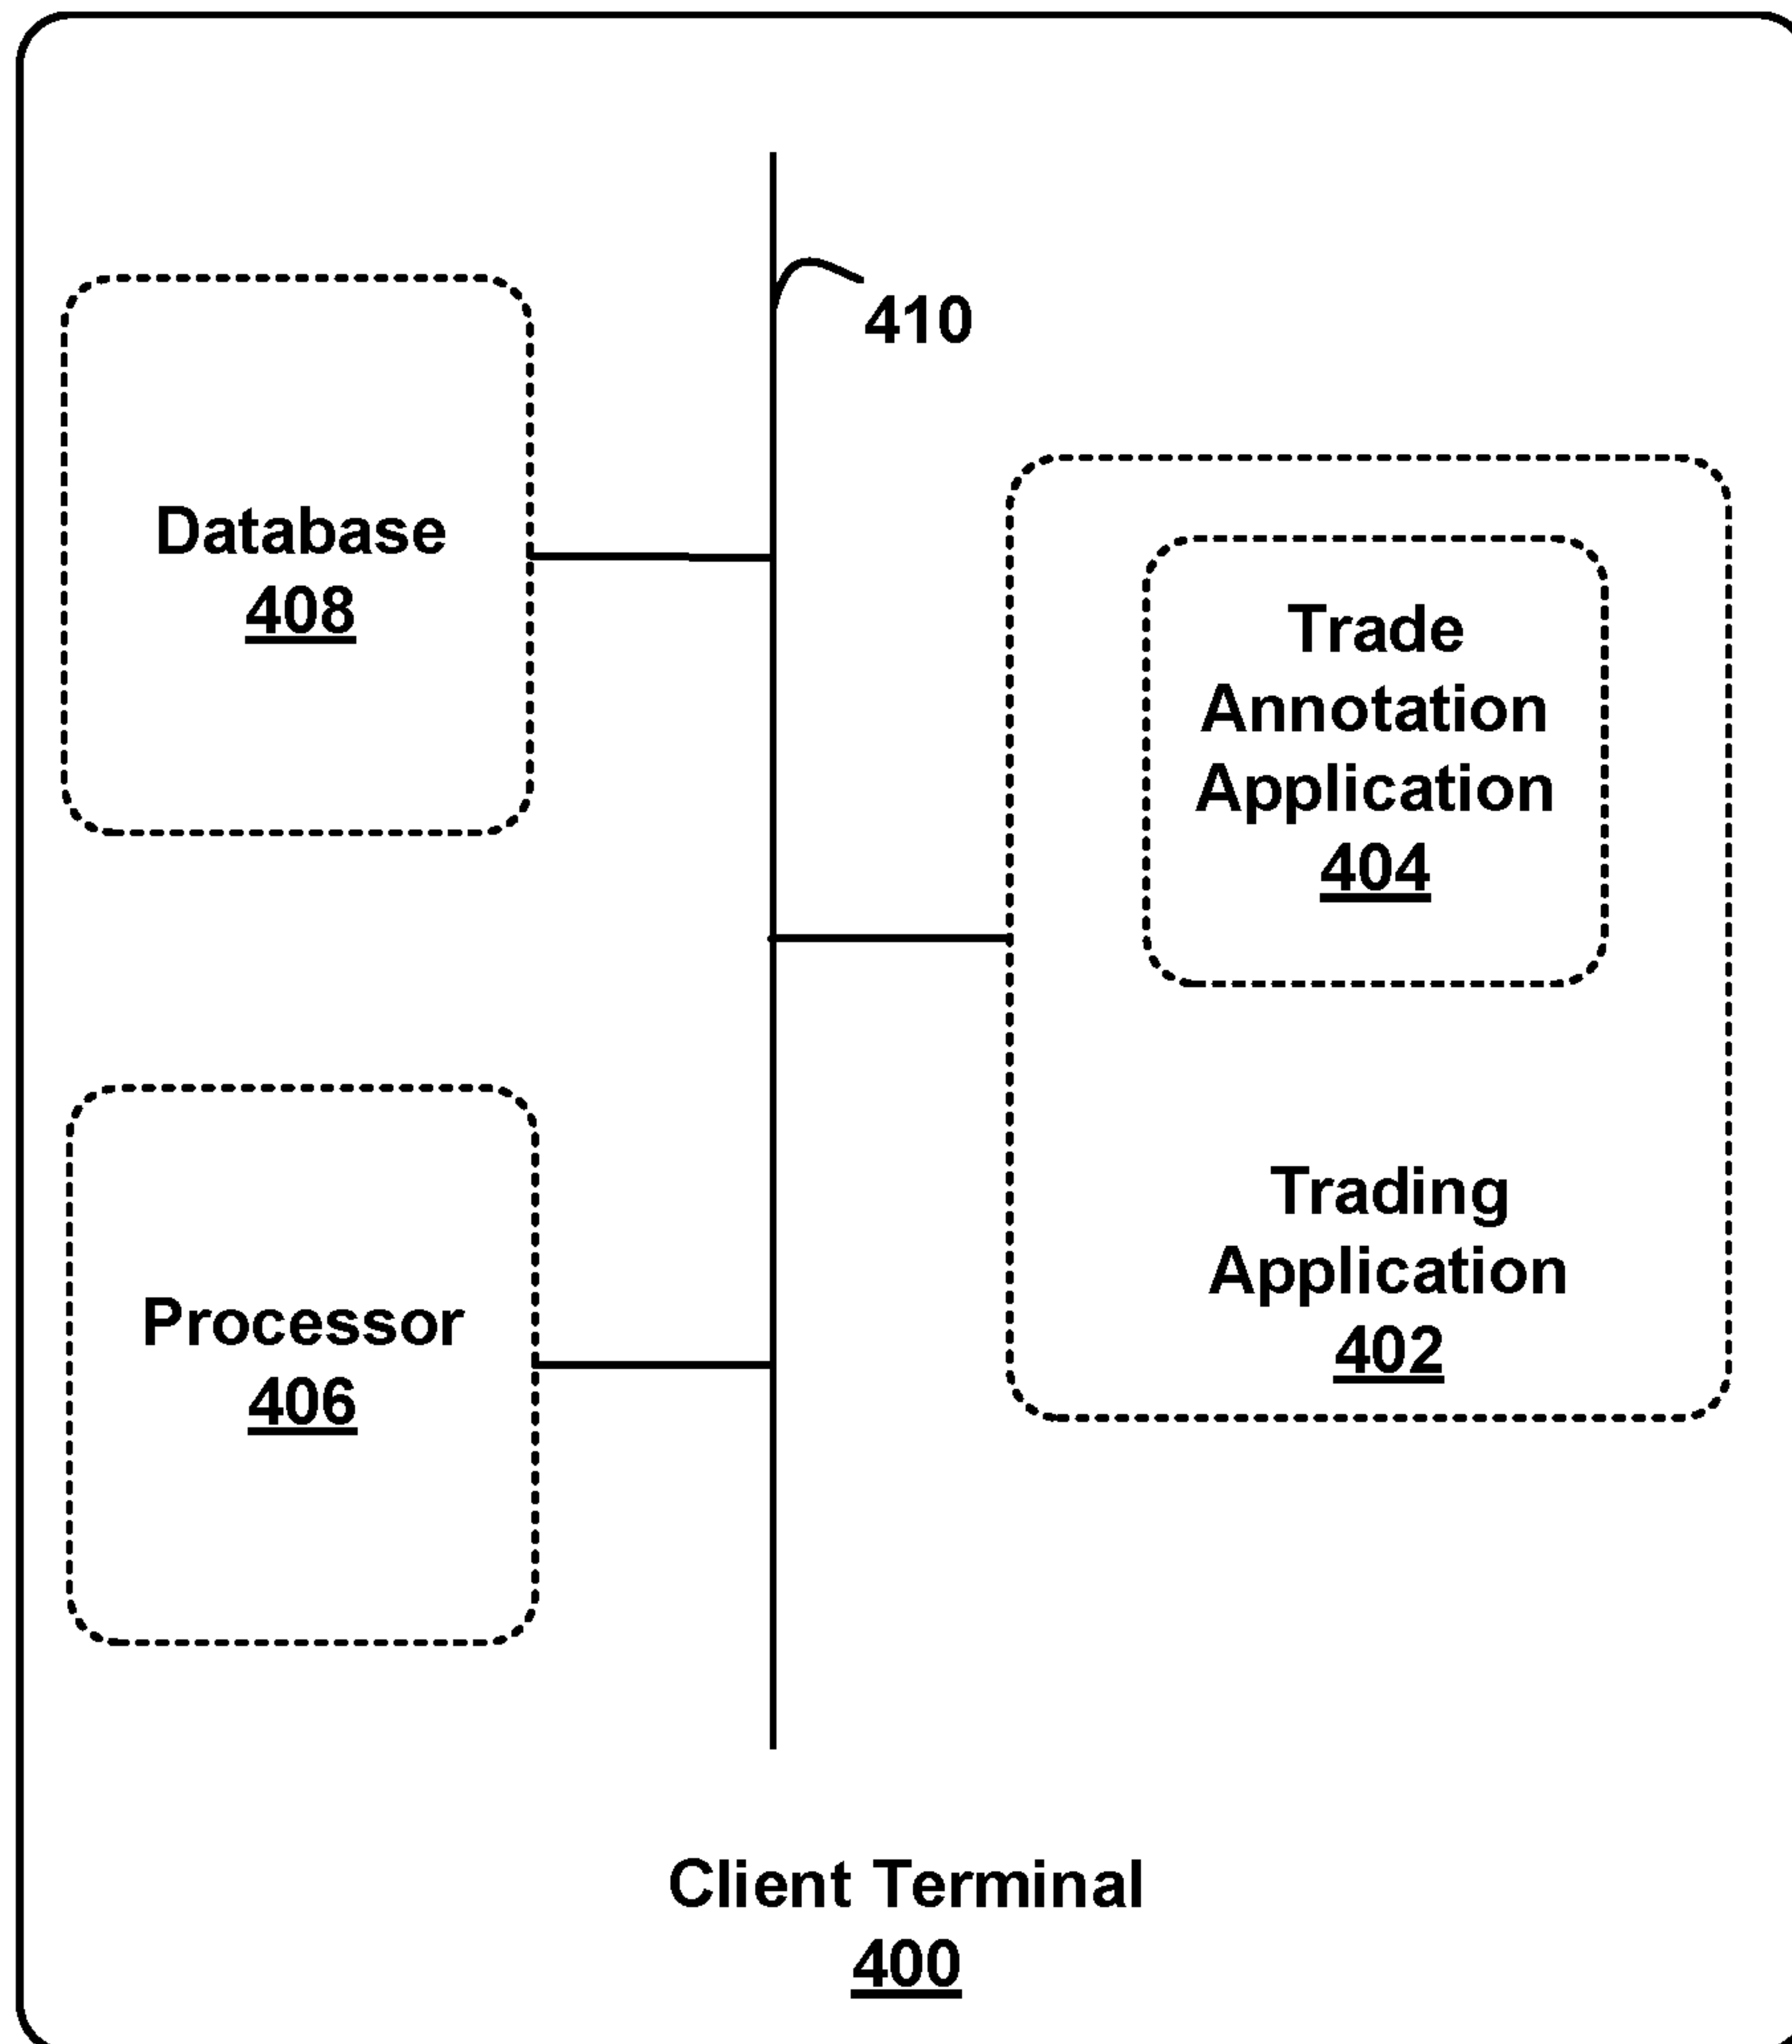 410
Database
408
Trade
Annotation
Application
404
Trading
Application
402
Processor
406
Client Terminal
400